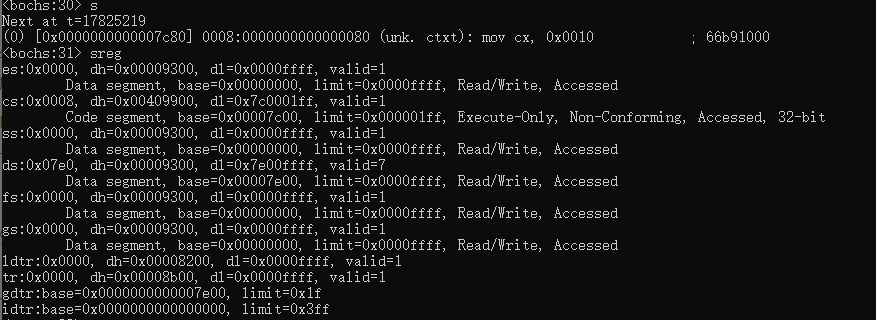 <bochs:30> s
Next at t=17825219
(0) [0x0000000000007c80] 0008:0000000000000080 (unk. ctxt): mov cx, 0x0010 ; 66b91000
<bochs:31> sreg
es:0x0000, dh=0x00009300, dl=0x0000ffff, valid=1
Data segment, base=0x00000000, limit=0x0000ffff, Read/Write, Accessed
cs:0x0008, dh=0x00409900, dl=0x7c0001ff, valid=1
Code segment, base=0x00007c00, limit=0x000001ff, Execute-Only, Non-Conforming, Accessed, 32-bit
ss:0x0000, dh=0x00009300, dl=0x0000ffff, valid=1
Data segment, base=0x00000000, limit=0x0000ffff, Read/Write, Accessed
ds:0x07e0, dh=0x00009300, dl=0x7e00ffff, valid=7
Data segment, base=0x00007e00, limit=0x0000ffff, Read/Write, Accessed
fs:0x0000, dh=0x00009300, dl=0x0000ffff, valid=1
Data segment, base=0x00000000, limit=0x0000ffff, Read/Write, Accessed
gs:0x0000, dh=0x00009300, dl=0x0000ffff, valid=1
Data segment, base=0x00000000, limit=0x0000ffff, Read/Write, Accessed
ldtr:0x0000, dh=0x00008200, dl=0x0000ffff, valid=1
tr:0x0000, dh=0x00008b00, dl=0x0000ffff, valid=1
gdtr:base=0x0000000000007e00, limit=0x1f
idtr:base=0x0000000000000000, limit=0x3ff